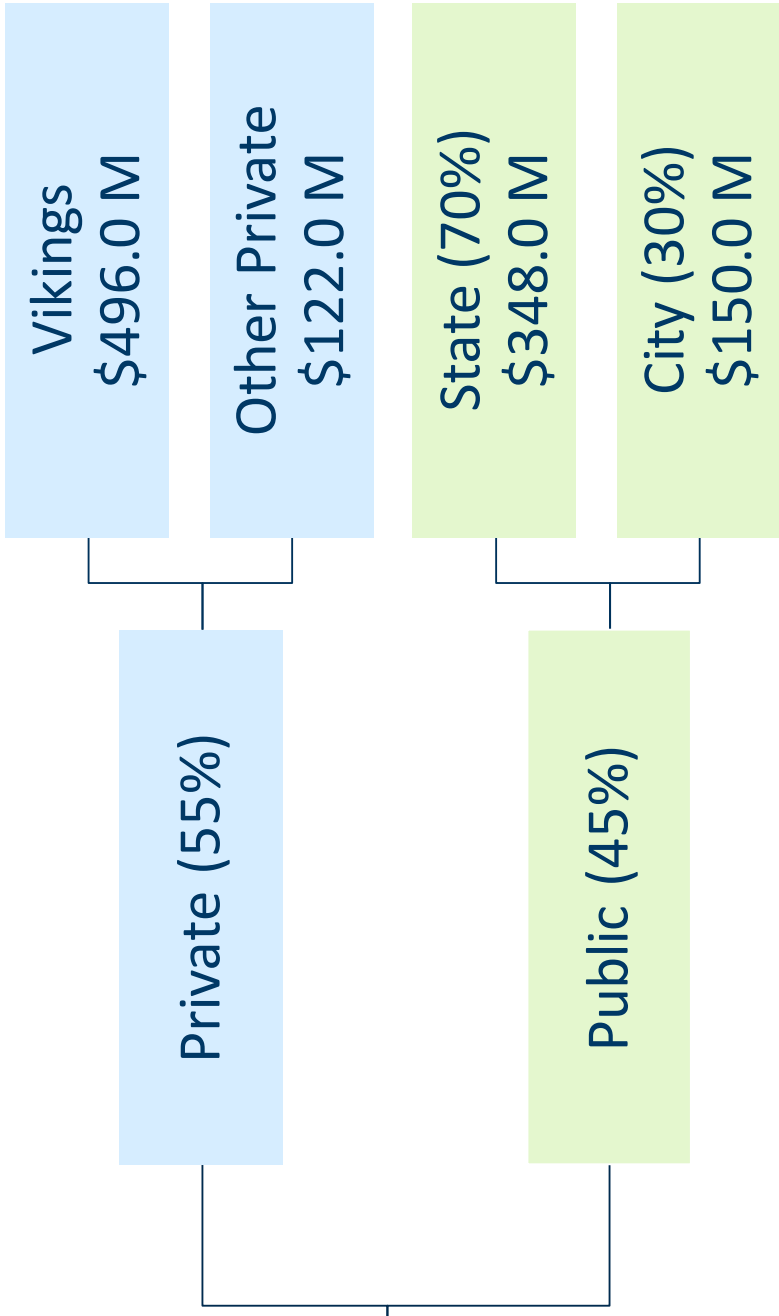 Private (55%)
Vikings
$496.0 M
Other Private
$122.0 M
Public (45%)
State (70%)
$348.0 M
City (30%)
$150.0 M